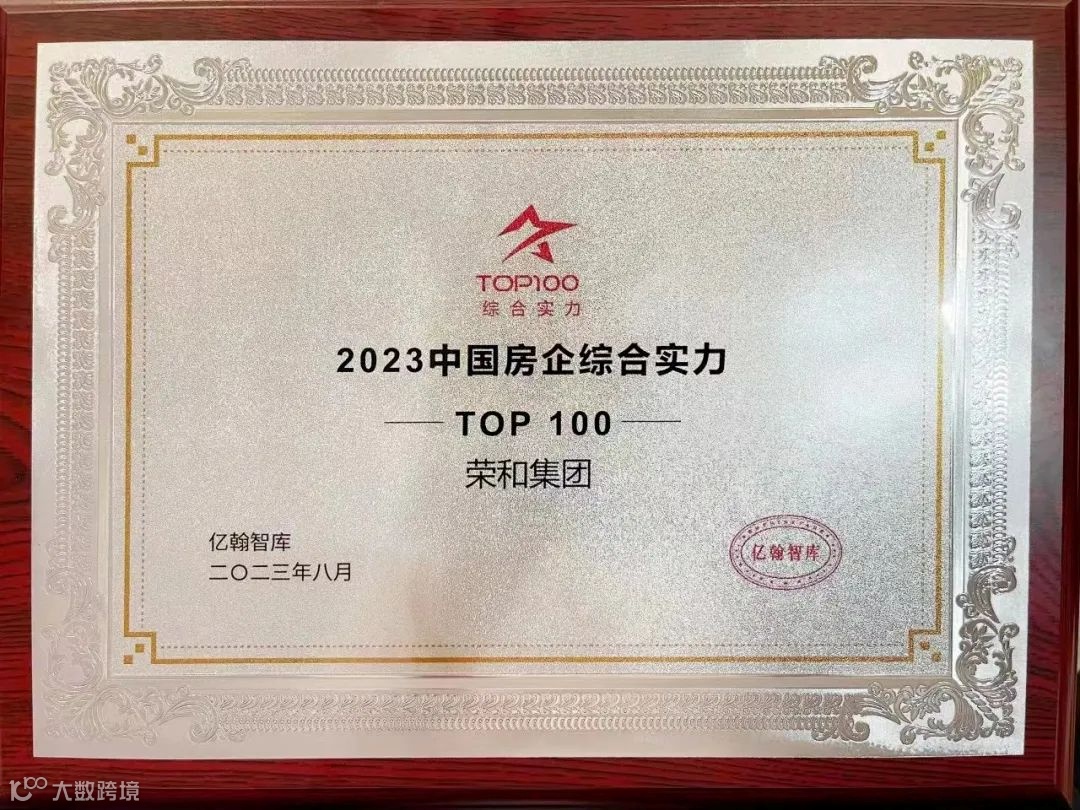 TOP100
综合实力
2023中国房企综合实力
TOP 100
荣和集团
亿翰智库
二〇二三年八月
亿翰智库
大数跨境